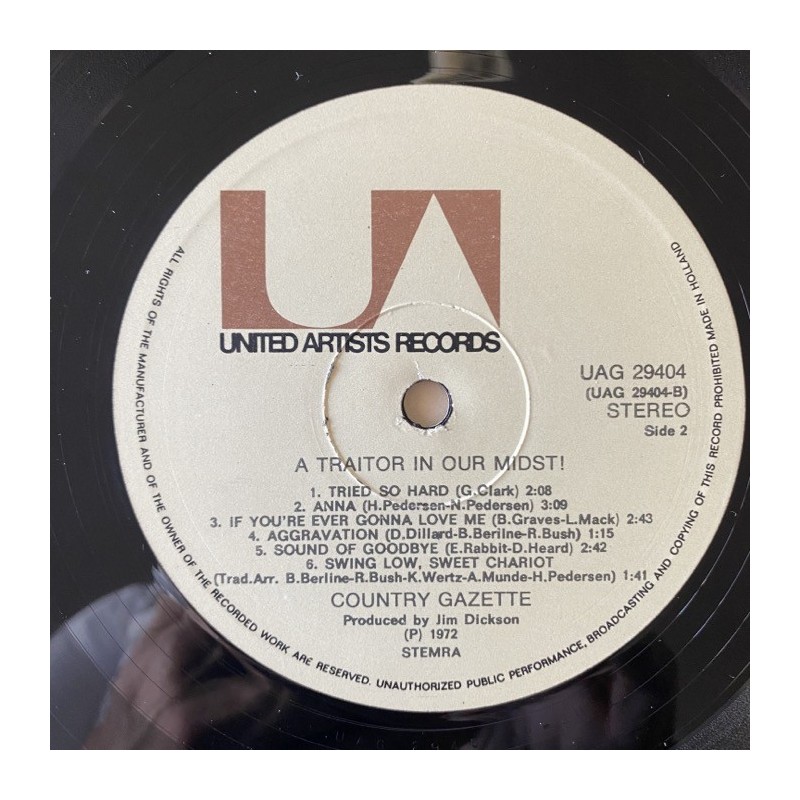 UA
UNITED ARTISTS RECORDS
UAG 29404
(UAG 29404-B)
STEREO
Side 2
A TRAITOR IN OUR MIDST!
1. TRIED SO HARD (G.Clark) 2:08
2. ANNA (H.Pedersen-N.Pedersen) 3:09
3. IF YOU'RE EVER GONNA LOVE ME (B.Graves-L.Mack) 2:43
4. AGGRAVATION (D.Dillard-B.Berline-R.Bush) 1:15
5. SOUND OF GOODBYE (E.Rabbit-D.Heard) 2:42
6. SWING LOW, SWEET CHARIOT
(Trad.Arr. B.Berline-R.Bush-K.Wertz-A.Munde-H.Pedersen) 1:41
COUNTRY GAZETTE
Produced by Jim Dickson
(P) 1972
STEMRA
ALL RIGHTS OF THE MANUFACTURER AND OF THE OWNER OF THE RECORDED WORK ARE RESERVED. UNAUTHORIZED PUBLIC PERFORMANCE, BROADCASTING AND COPYING OF THIS RECORD PROHIBITED MADE IN HOLLAND